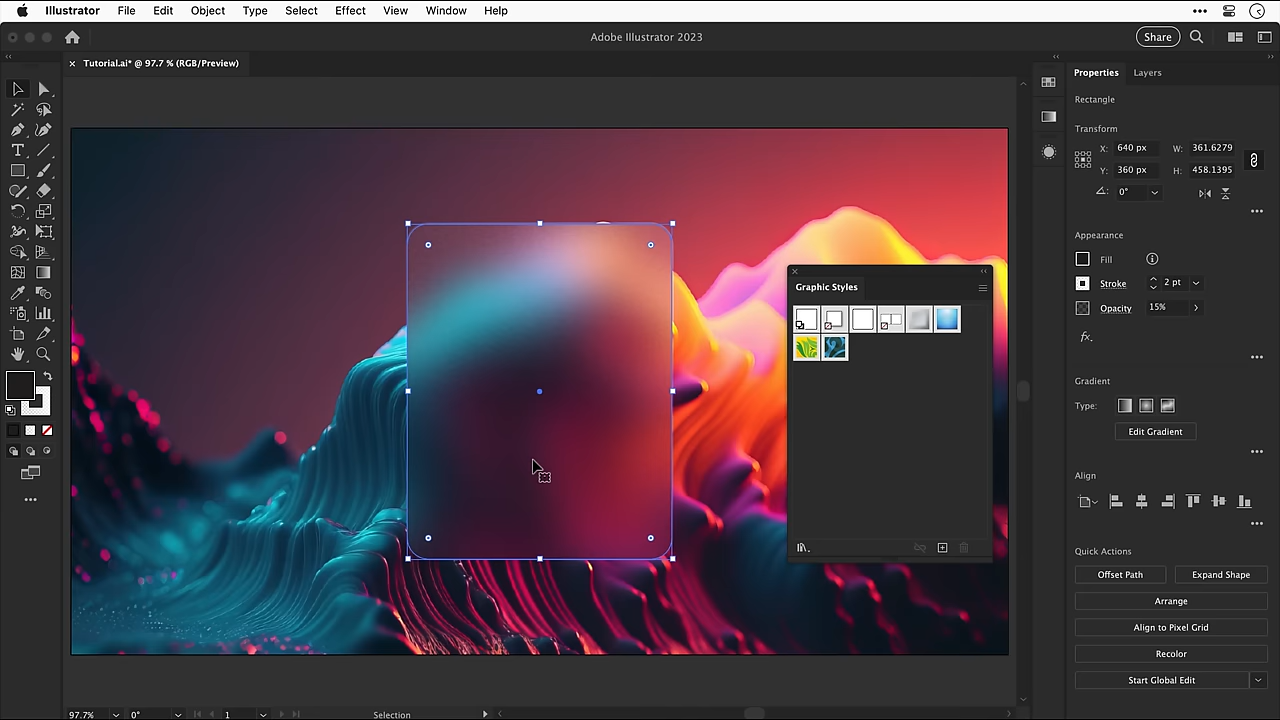 Illustrator File Edit Object Type Select Effect View Window Help
Adobe Illustrator 2023
Share
Tutorial.ai* @ 97.7 % (RGB/Preview)
Properties Layers
Rectangle
Transform
X: 640 px W: 361.6279
Y: 360 px H: 458.1395
0°
Appearance
Fill
Stroke 2 pt
Opacity 15%
fx
Gradient
Type:
Edit Gradient
Align
Quick Actions
Offset Path Expand Shape
Arrange
Align to Pixel Grid
Recolor
Start Global Edit
Graphic Styles
97.7% 0° 1 Selection